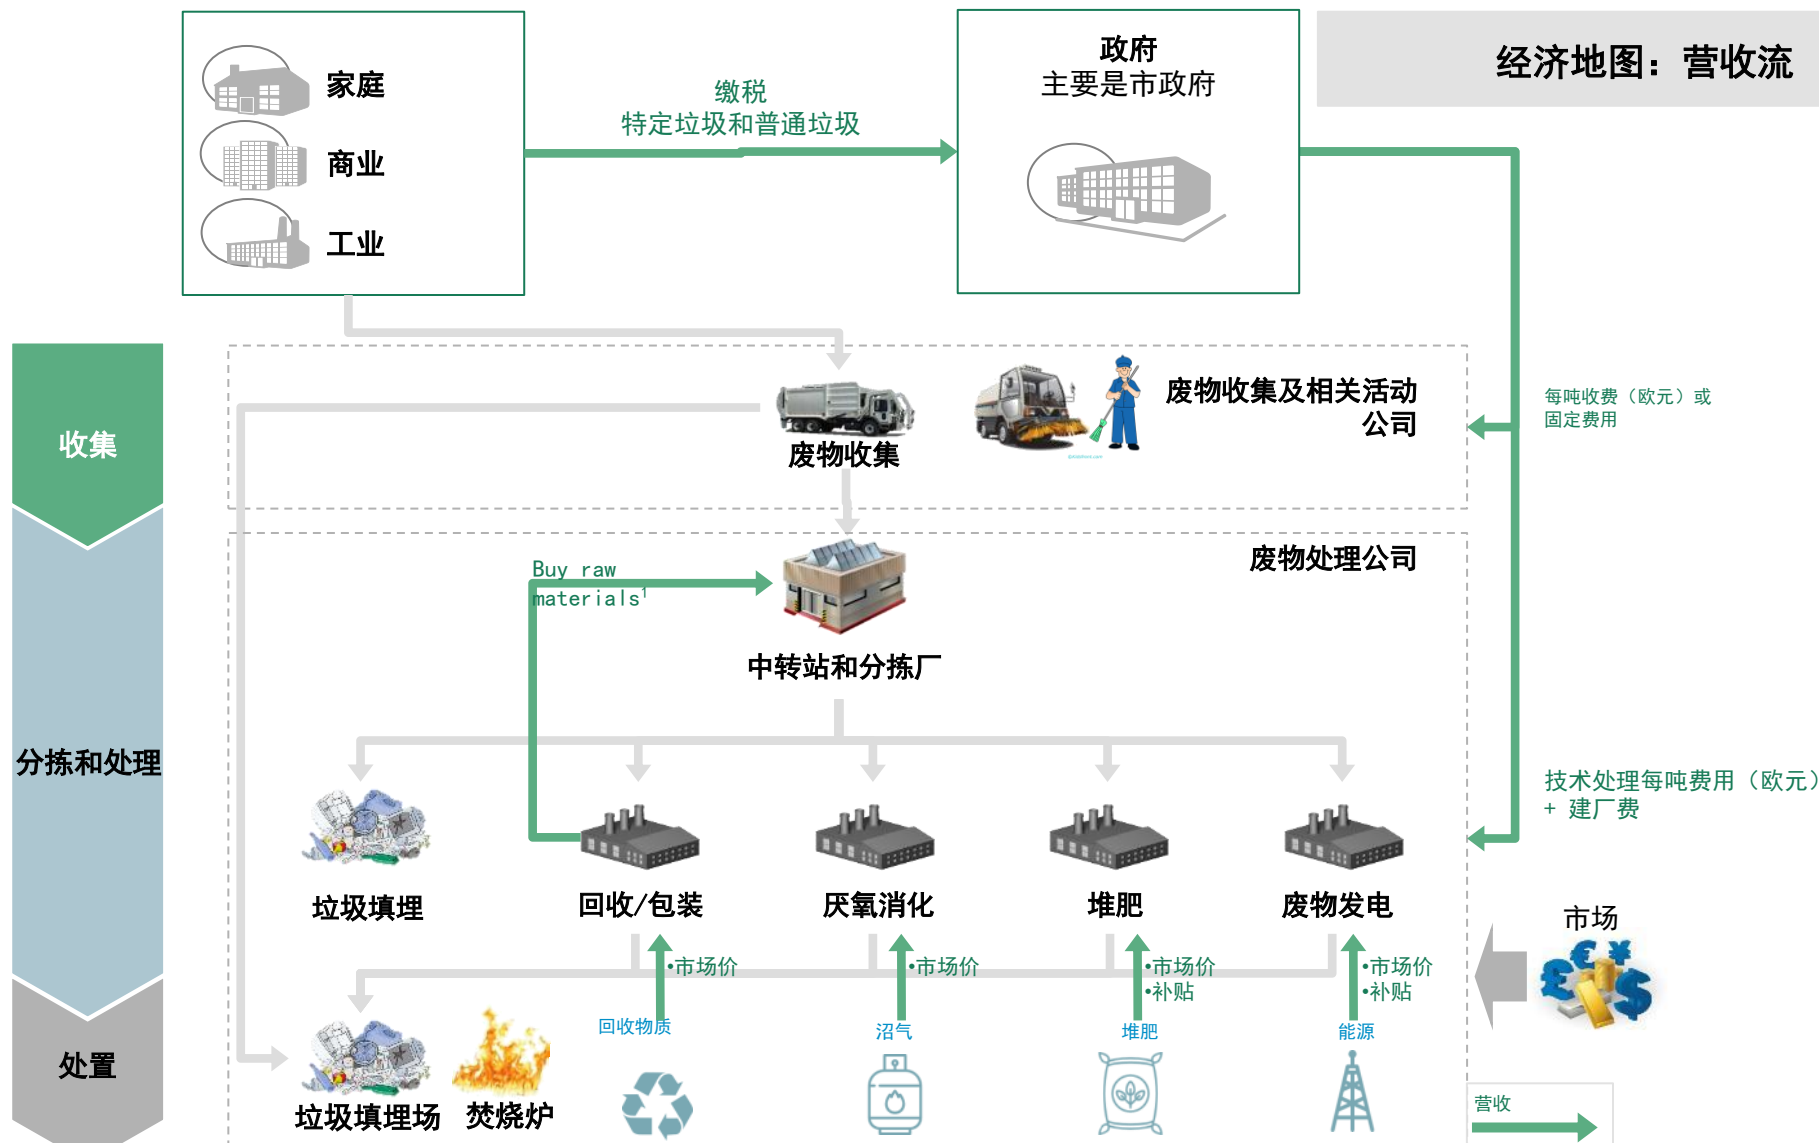 经济地图：营收流
家庭
商业
工业
缴税
特定垃圾和普通垃圾
政府
主要是市政府
收集
废物收集
废物收集及相关活动
公司
每吨收费（欧元）或
固定费用
分拣和处理
废物处理公司
Buy raw
materials¹
中转站和分拣厂
技术处理每吨费用（欧元）
+ 建厂费
垃圾填埋
回收/包装
厌氧消化
堆肥
废物发电
市场
•市场价
•市场价
•市场价
•补贴
•市场价
•补贴
回收物质
沼气
堆肥
能源
处置
垃圾填埋场
焚烧炉
营收